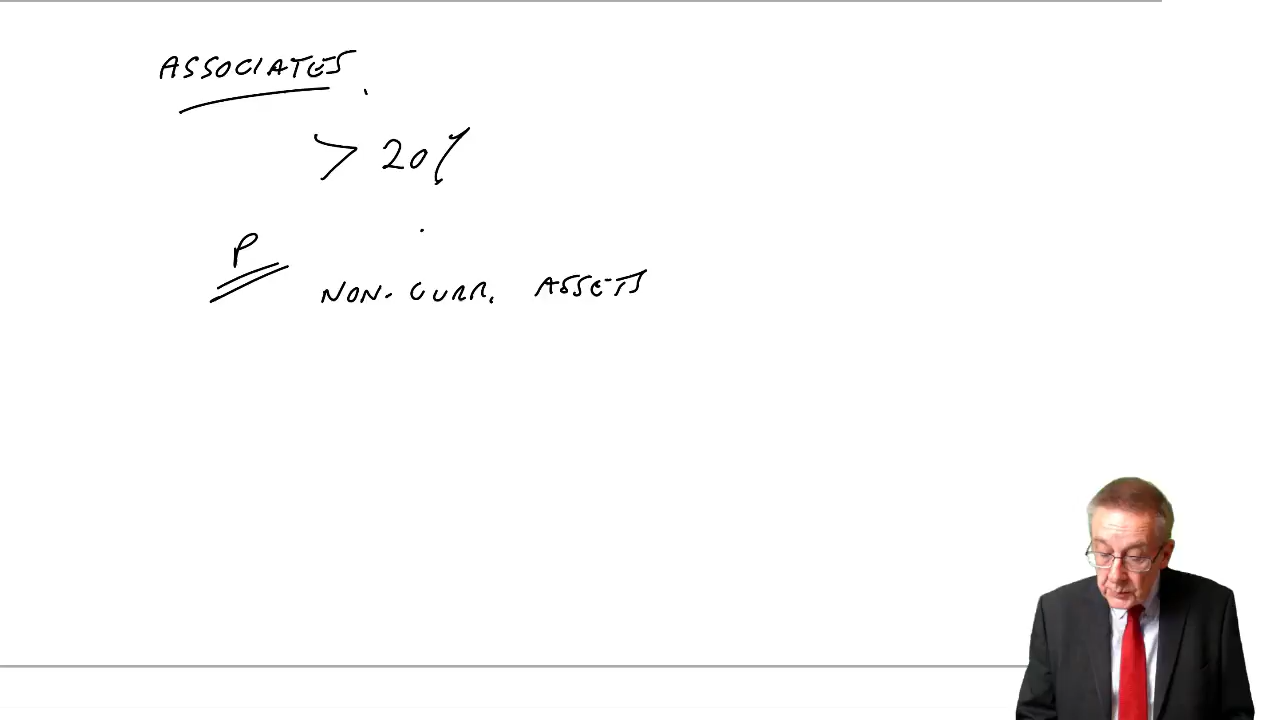 ASSOCIATES.
> 20%
P
NON-CURR. ASSETS